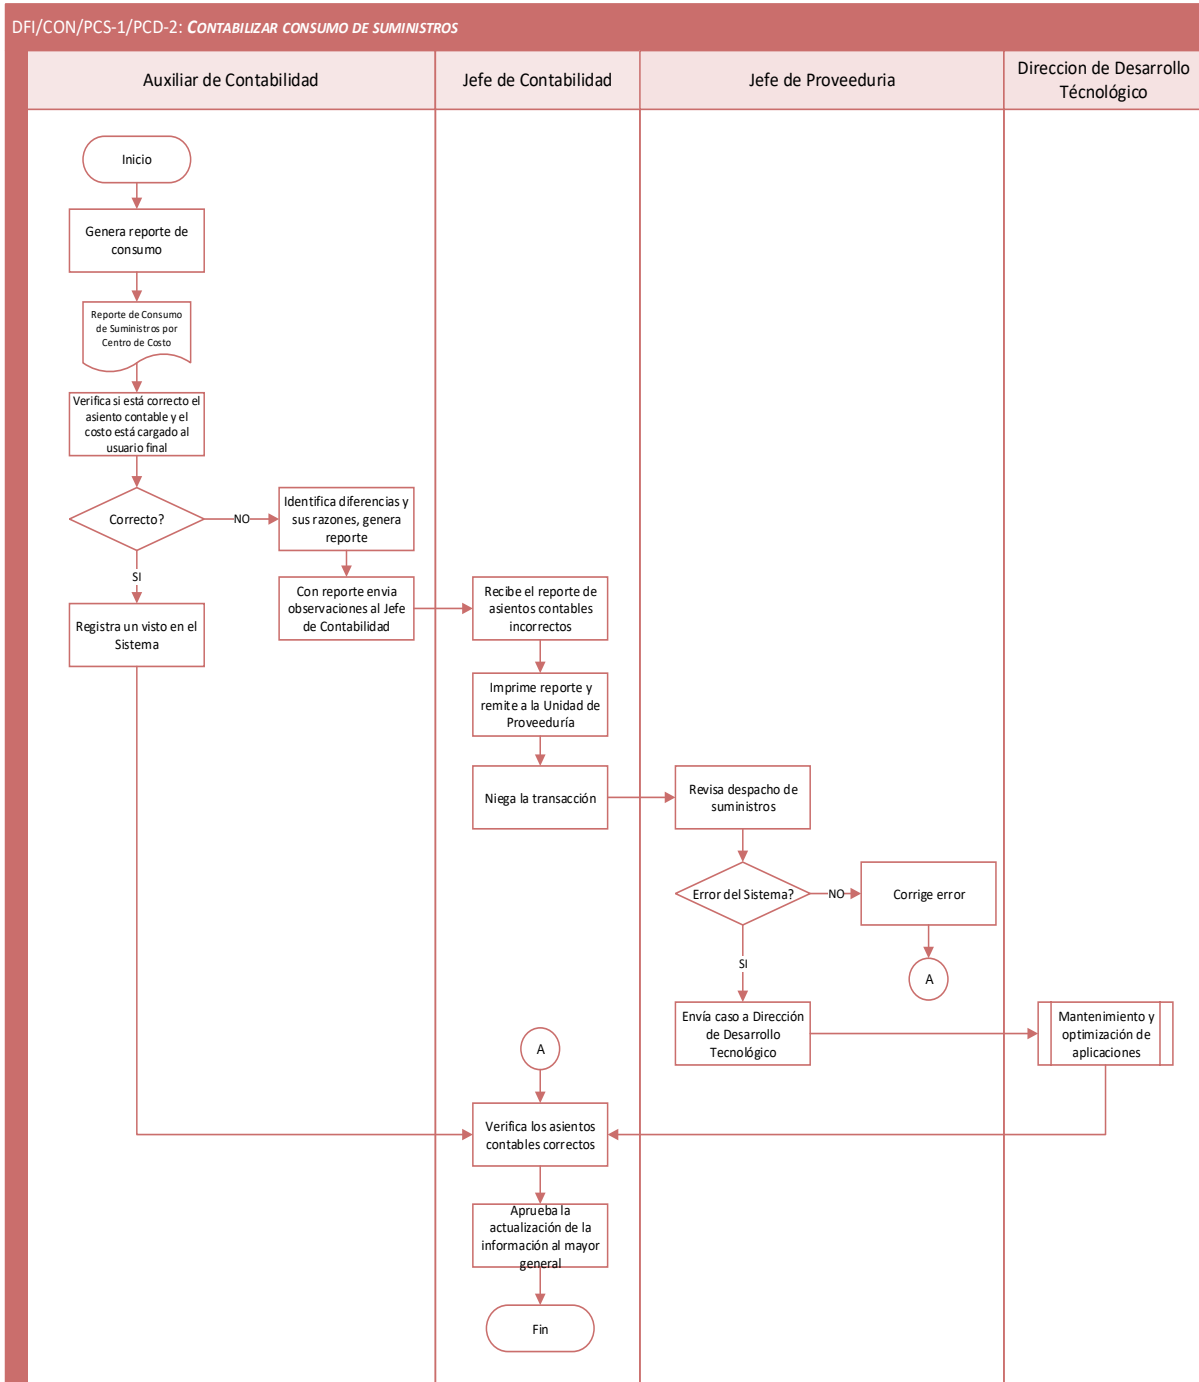 DFI/CON/PCS-1/PCD-2: CONTABILIZAR CONSUMO DE SUMINISTROS
Auxiliar de Contabilidad
Jefe de Contabilidad
Jefe de Proveeduria
Direccion de Desarrollo
Técnológico
Inicio
Genera reporte de
consumo
Reporte de Consumo
de Suministros por
Centro de Costo
Verifica si está correcto el
asiento contable y el
costo está cargado al
usuario final
Correcto?
NO
Identifica diferencias y
sus razones, genera
reporte
SI
Con reporte envia
observaciones al Jefe
de Contabilidad
Recibe el reporte de
asientos contables
incorrectos
Registra un visto en el
Sistema
Imprime reporte y
remite a la Unidad de
Proveeduría
Niega la transacción
Revisa despacho de
suministros
Error del Sistema?
NO
Corrige error
SI
A
Envía caso a Dirección
de Desarrollo
Tecnológico
Mantenimiento y
optimización de
aplicaciones
A
Verifica los asientos
contables correctos
Aprueba la
actualización de la
información al mayor
general
Fin